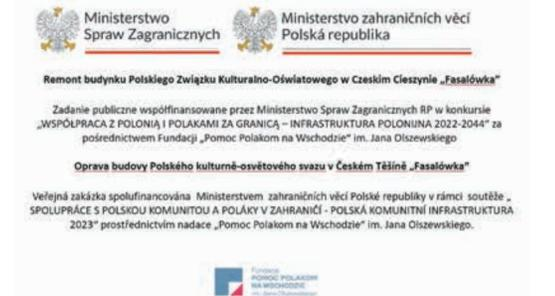 Ministerstwo
Spraw Zagranicznych
Ministerstvo zahraničních věcí
Polská republika
Remont budynku Polskiego Związku Kulturalno-Oświatowego w Czeskim Cieszynie „Fasalówka"
Zadanie publiczne współfinansowane przez Ministerstwo Spraw Zagranicznych RP w konkursie
„WSPÓŁPRACA Z POLONIĄ I POLAKAMI ZA GRANICĄ – INFRASTRUKTURA POLONIJNA 2022-2044" za
pośrednictwem Fundacji „Pomoc Polakom na Wschodzie" im. Jana Olszewskiego
Oprava budovy Polského kulturně-osvětového svazu v Českém Těšíně „Fasalówka"
Veřejná zakázka spolufinancována Ministerstvem zahraničních věcí Polské republiky v rámci soutěže „
SPOLUPRÁCE S POLSKOU KOMUNITOU A POLÁKY V ZAHRANIČÍ - POLSKÁ KOMUNITNÍ INFRASTRUKTURA
2023" prostřednictvím nadace „Pomoc Polakom na Wschodzie" im. Jana Olszewskiego.
Fundacja
POMOC POLAKOM
NA WSCHODZIE
im. Jana Olszewskiego